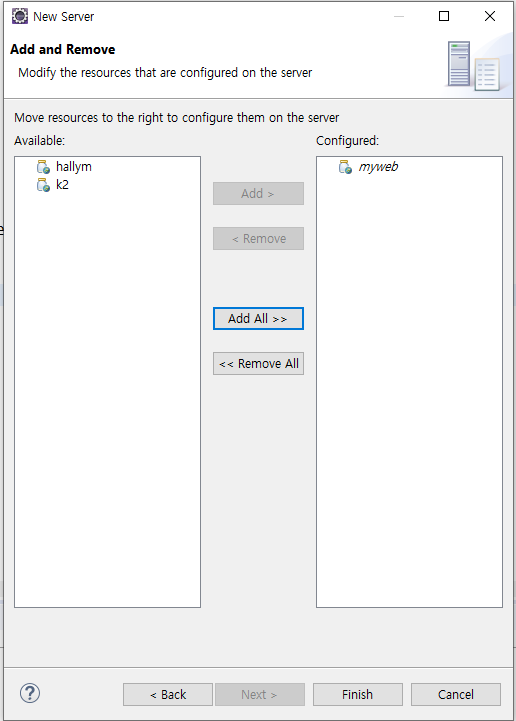 New Server
Add and Remove
Modify the resources that are configured on the server
Move resources to the right to configure them on the server
Available:
hallym
k2
Add >
< Remove
Add All >>
<< Remove All
Configured:
myweb
?
< Back
Next >
Finish
Cancel